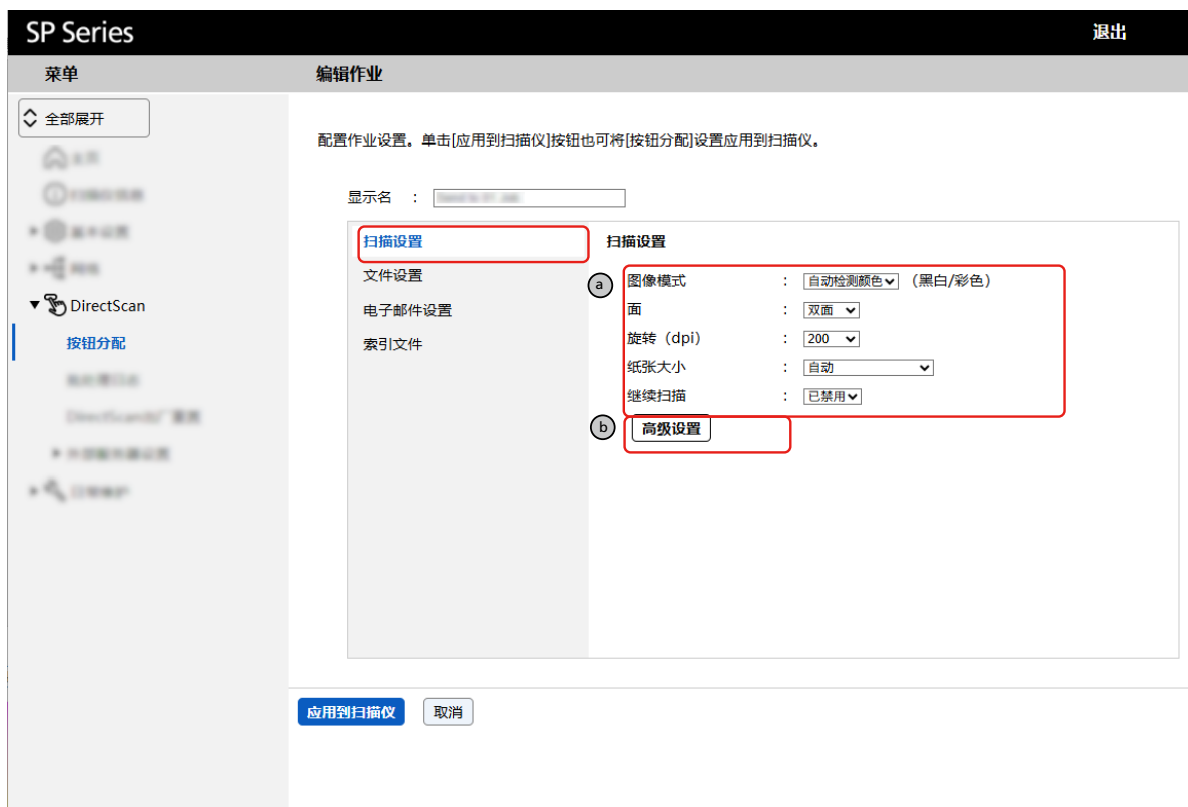 SP Series
退出
菜单
编辑作业
全部展开
配置作业设置。单击[应用到扫描仪]按钮也可将[按钮分配]设置应用到扫描仪。
显示名 :
DirectScan
按钮分配
扫描设置
文件设置
电子邮件设置
索引文件
扫描设置
a
图像模式 : 自动检测颜色 (黑白/彩色)
面 : 双面
旋转（dpi） : 200
纸张大小 : 自动
继续扫描 : 已禁用
b
高级设置
应用到扫描仪
取消